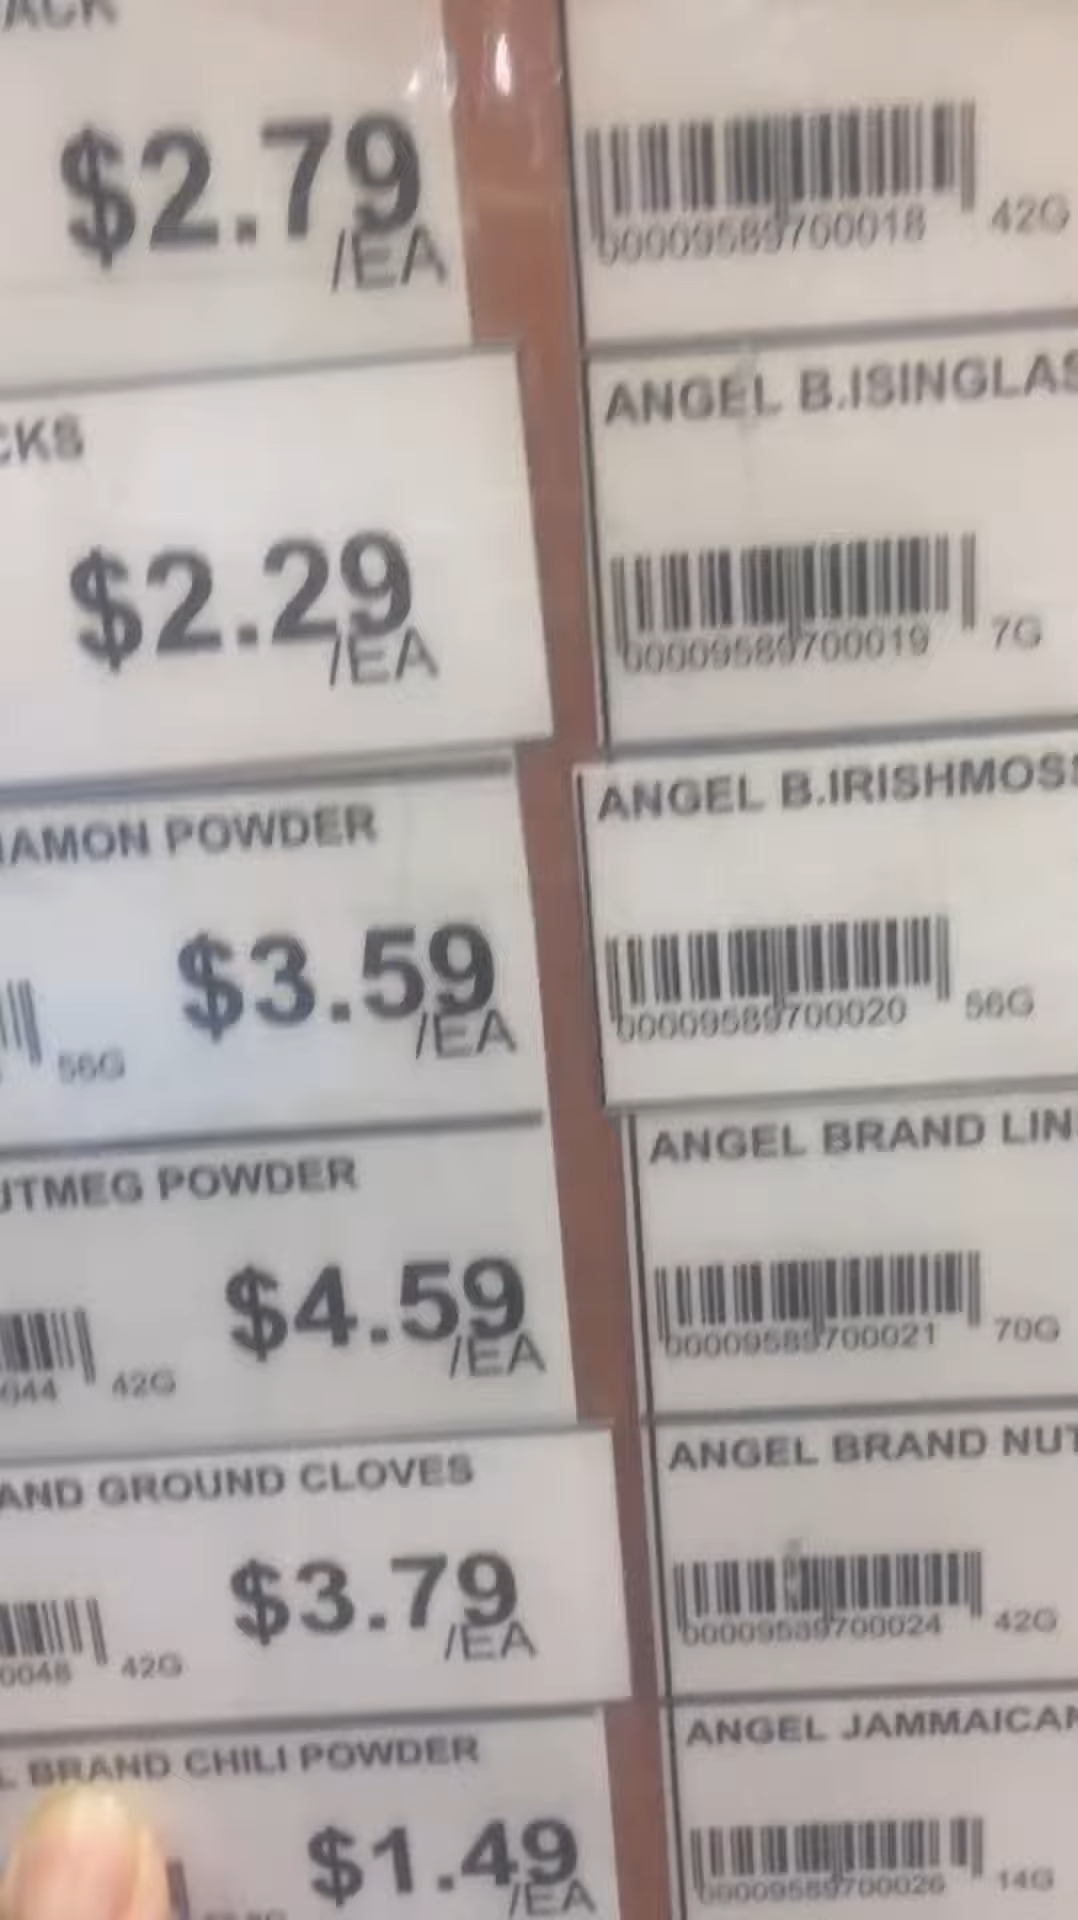 $2.79
/EA
CKS
$2.29
/EA
AMON POWDER
$3.59
/EA
56G
UTMEG POWDER
$4.59
/EA
42G
AND GROUND CLOVES
$3.79
/EA
0048
42G
BRAND CHILI POWDER
$1.49
/EA
00009589700018
42G
ANGEL B.ISINGLAS
00009589700019
7G
ANGEL B.IRISHMOSS
00009589700020
56G
ANGEL BRAND LIN
00009589700021
70G
ANGEL BRAND NUT
00009589700024
42G
ANGEL JAMMAICAN
00009589700026
14G